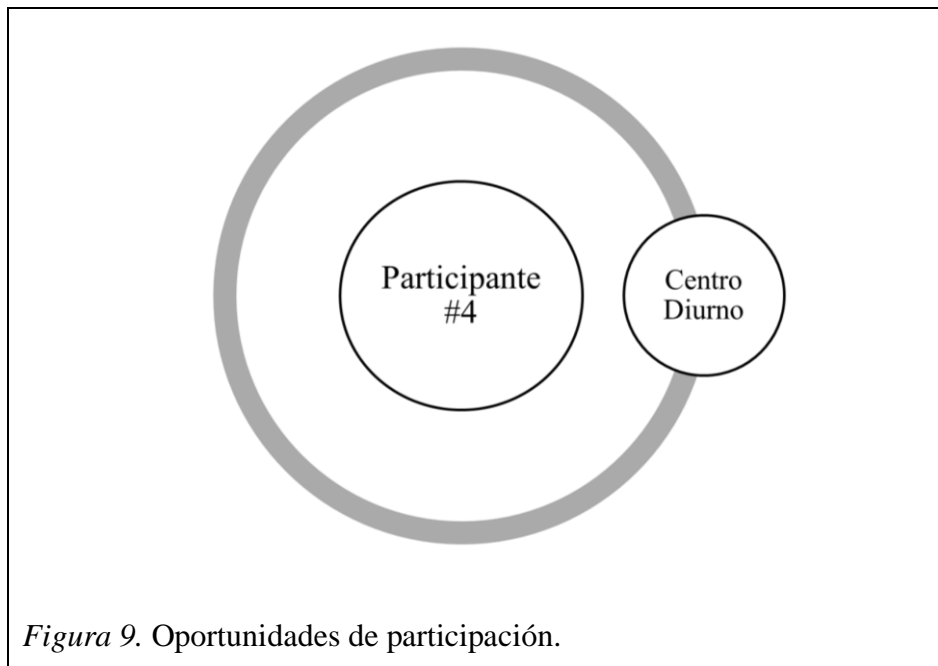 Participante
#4
Centro
Diurno
Figura 9. Oportunidades de participación.